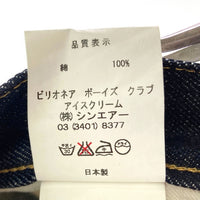 品質表示
綿 100%
ビリオネア ボーイズ クラブ
アイスクリーム
(株) シンエアー
03 (3401) 8377
日本製